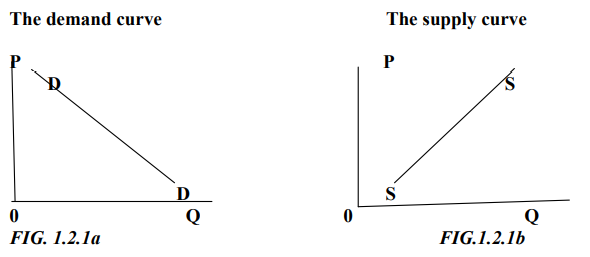 The demand curve
P
D
D
0
Q
FIG. 1.2.1a
The supply curve
P
S
S
0
Q
FIG.1.2.1b